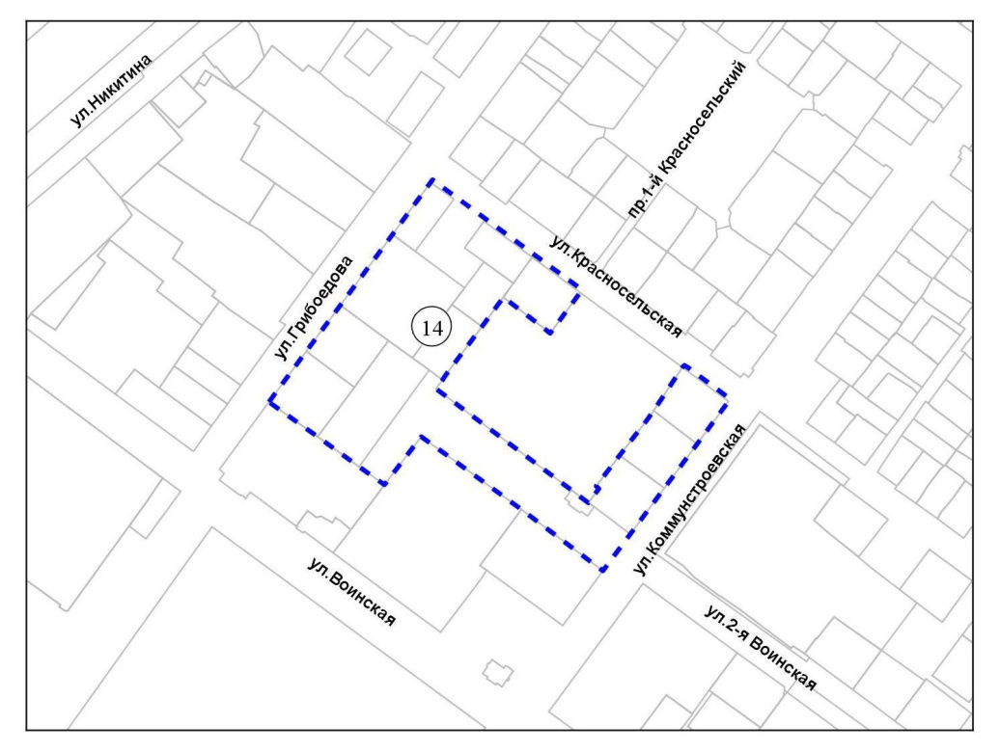 ул.Никитина
пр.1-й Красносельский
ул.Красносельская
ул.Грибоедова
14
ул.Коммунстроевская
ул.Воинская
ул.2-я Воинская